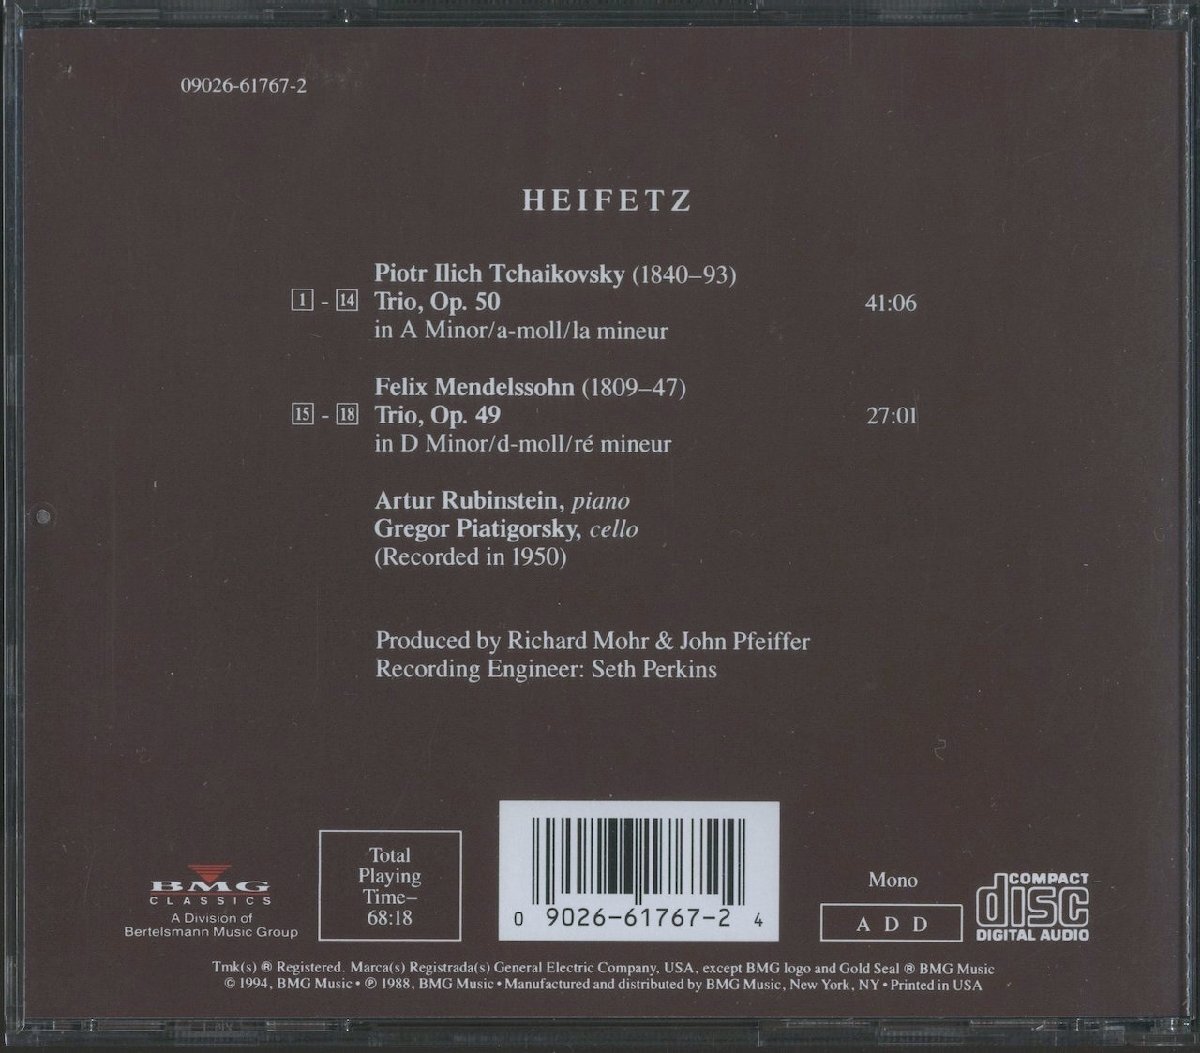 09026-61767-2
HEIFETZ
Piotr Ilich Tchaikovsky (1840–93)
1 - 14 Trio, Op. 50 41:06
in A Minor/a-moll/la mineur
Felix Mendelssohn (1809–47)
15 - 18 Trio, Op. 49 27:01
in D Minor/d-moll/ré mineur
Artur Rubinstein, piano
Gregor Piatigorsky, cello
(Recorded in 1950)
Produced by Richard Mohr & John Pfeiffer
Recording Engineer: Seth Perkins
BMG
CLASSICS
A Division of
Bertelsmann Music Group
Total
Playing
Time–
68:18
0 9026-61767-2 4
Mono
A D D
COMPACT
disc
DIGITAL AUDIO
Tmk(s) ® Registered. Marca(s) Registrada(s) General Electric Company, USA, except BMG logo and Gold Seal ® BMG Music
© 1994, BMG Music • ℗ 1988, BMG Music • Manufactured and distributed by BMG Music, New York, NY • Printed in USA